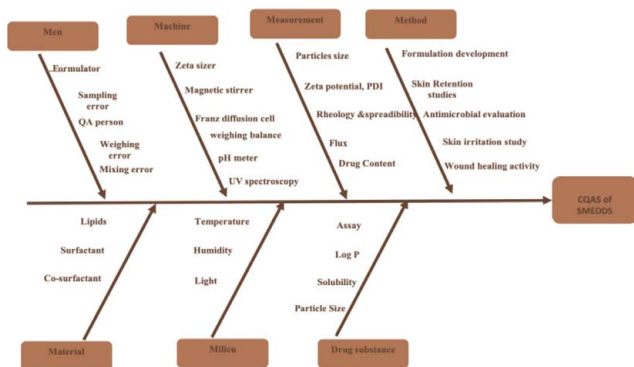 Men
Machine
Measurement
Method
Formulator
Sampling
error
QA person
Weighing
error
Mixing error
Zeta sizer
Magnetic stirrer
Franz diffusion cell
weighing balance
pH meter
UV spectroscopy
Particles size
Zeta potential, PDI
Rheology &spreadibility
Flux
Drug Content
Formulation development
Skin Retention
studies
Antimicrobial evaluation
Skin irritation study
Wound healing activity
CQAS of
SMEDDS
Lipids
Surfactant
Co-surfactant
Temperature
Humidity
Light
Assay
Log P
Solubility
Particle Size
Material
Milieu
Drug substance